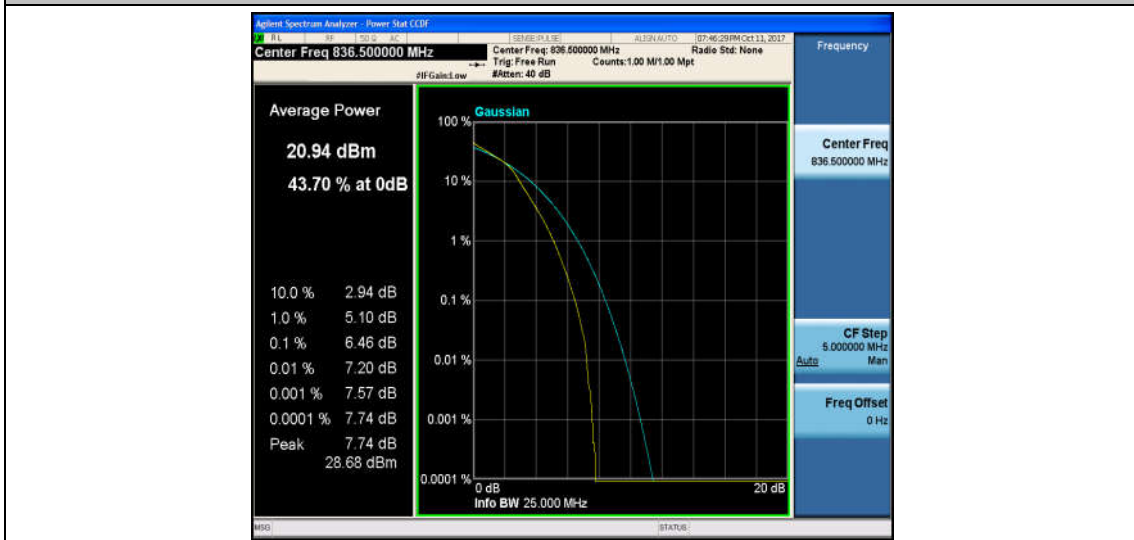 Agilent Spectrum Analyzer - Power Stat CCDF
RL RF 50 Ω AC SENSE:PULSE ALIGN AUTO 07:46:29 PM Oct 11, 2017
Center Freq 836.500000 MHz
Center Freq: 836.500000 MHz Radio Std: None
Trig: Free Run Counts:1.00 M/1.00 Mpt
#IFGain:Low #Atten: 40 dB
Frequency
Average Power
20.94 dBm
43.70 % at 0dB
10.0 % 2.94 dB
1.0 % 5.10 dB
0.1 % 6.46 dB
0.01 % 7.20 dB
0.001 % 7.57 dB
0.0001 % 7.74 dB
Peak 7.74 dB
28.68 dBm
Gaussian
100 %
10 %
1 %
0.1 %
0.01 %
0.001 %
0.0001 %
0 dB 20 dB
Info BW 25.000 MHz
Center Freq
836.500000 MHz
CF Step
5.000000 MHz
Auto Man
Freq Offset
0 Hz
MSG STATUS